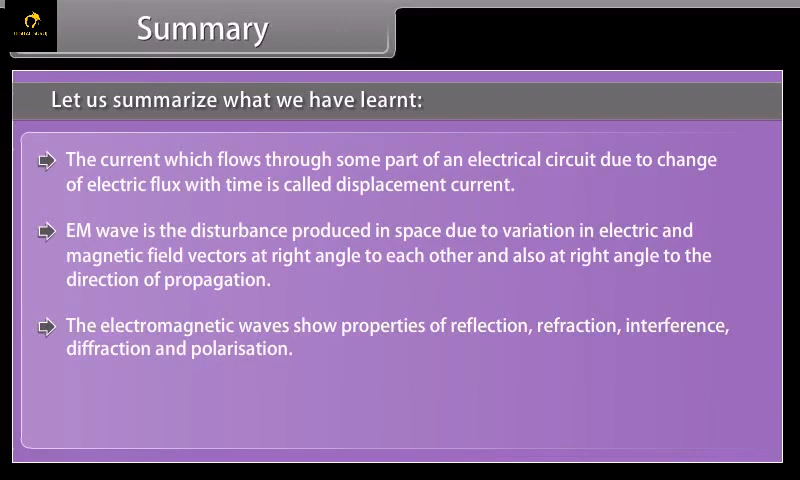 Summary
Let us summarize what we have learnt:
The current which flows through some part of an electrical circuit due to change
of electric flux with time is called displacement current.
EM wave is the disturbance produced in space due to variation in electric and
magnetic field vectors at right angle to each other and also at right angle to the
direction of propagation.
The electromagnetic waves show properties of reflection, refraction, interference,
diffraction and polarisation.